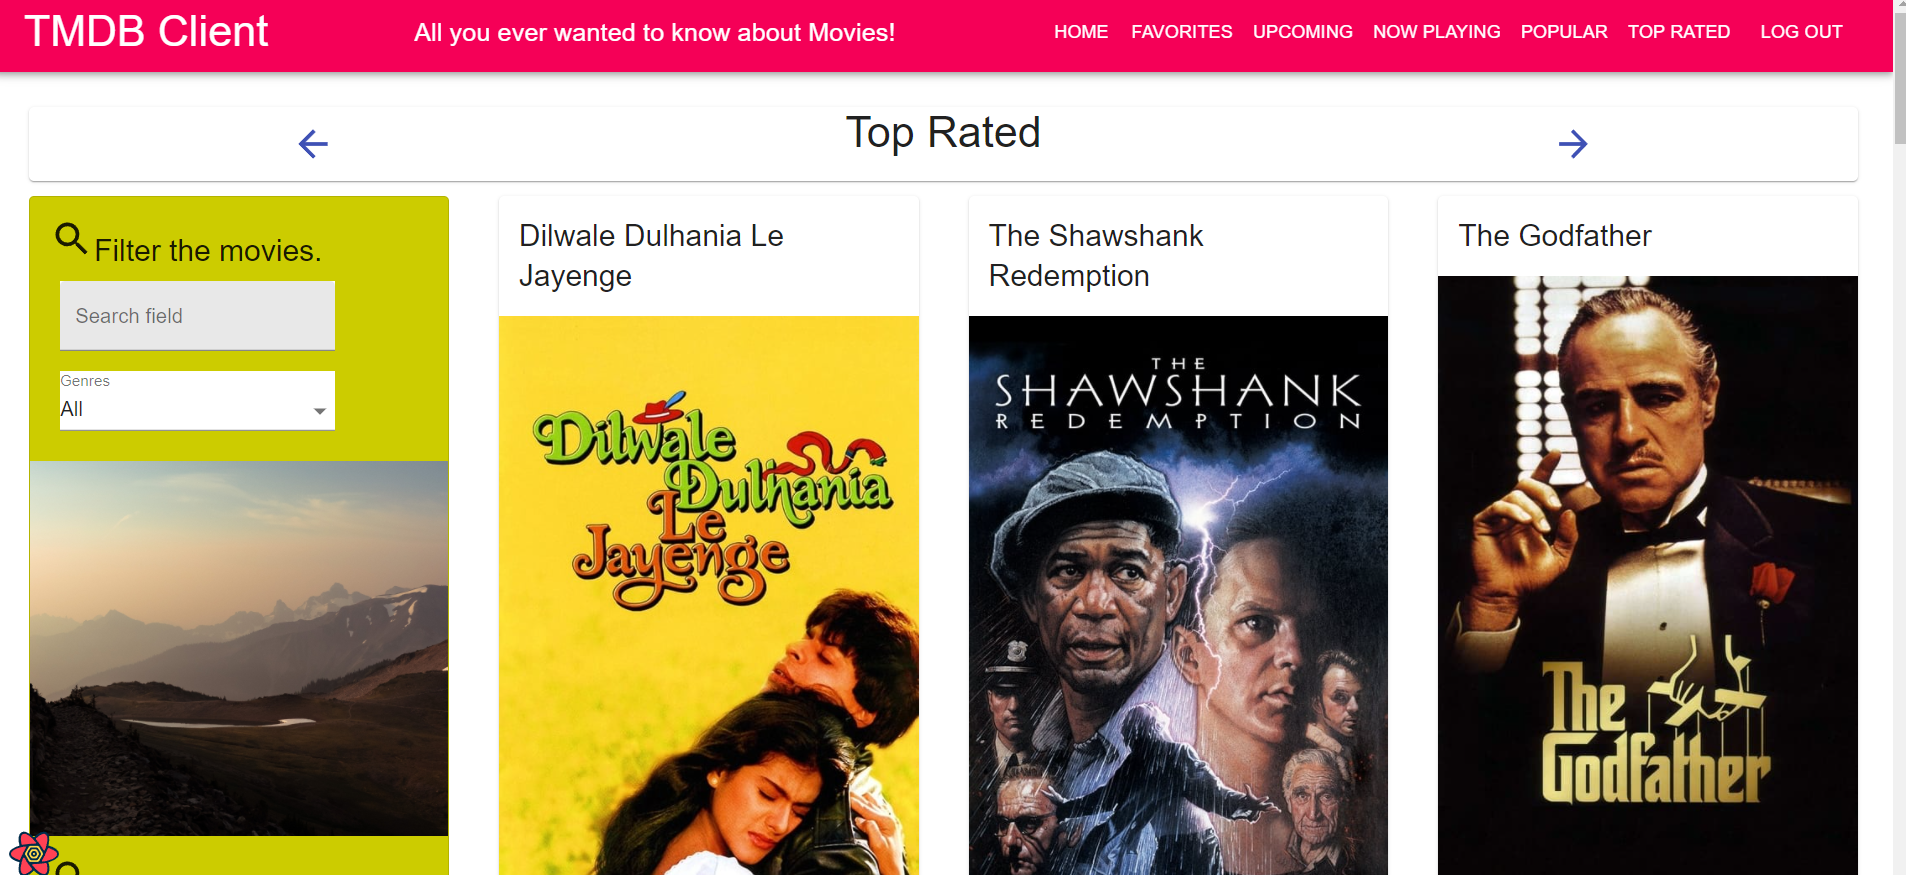 TMDB Client
All you ever wanted to know about Movies!
HOME FAVORITES UPCOMING NOW PLAYING POPULAR TOP RATED LOG OUT
Top Rated
Filter the movies.
Search field
Genres
All
Dilwale Dulhania Le
Jayenge
Dilwale
Dulhania
Le
Jayenge
The Shawshank
Redemption
THE
SHAWSHANK
REDEMPTION
The Godfather
The
Godfather